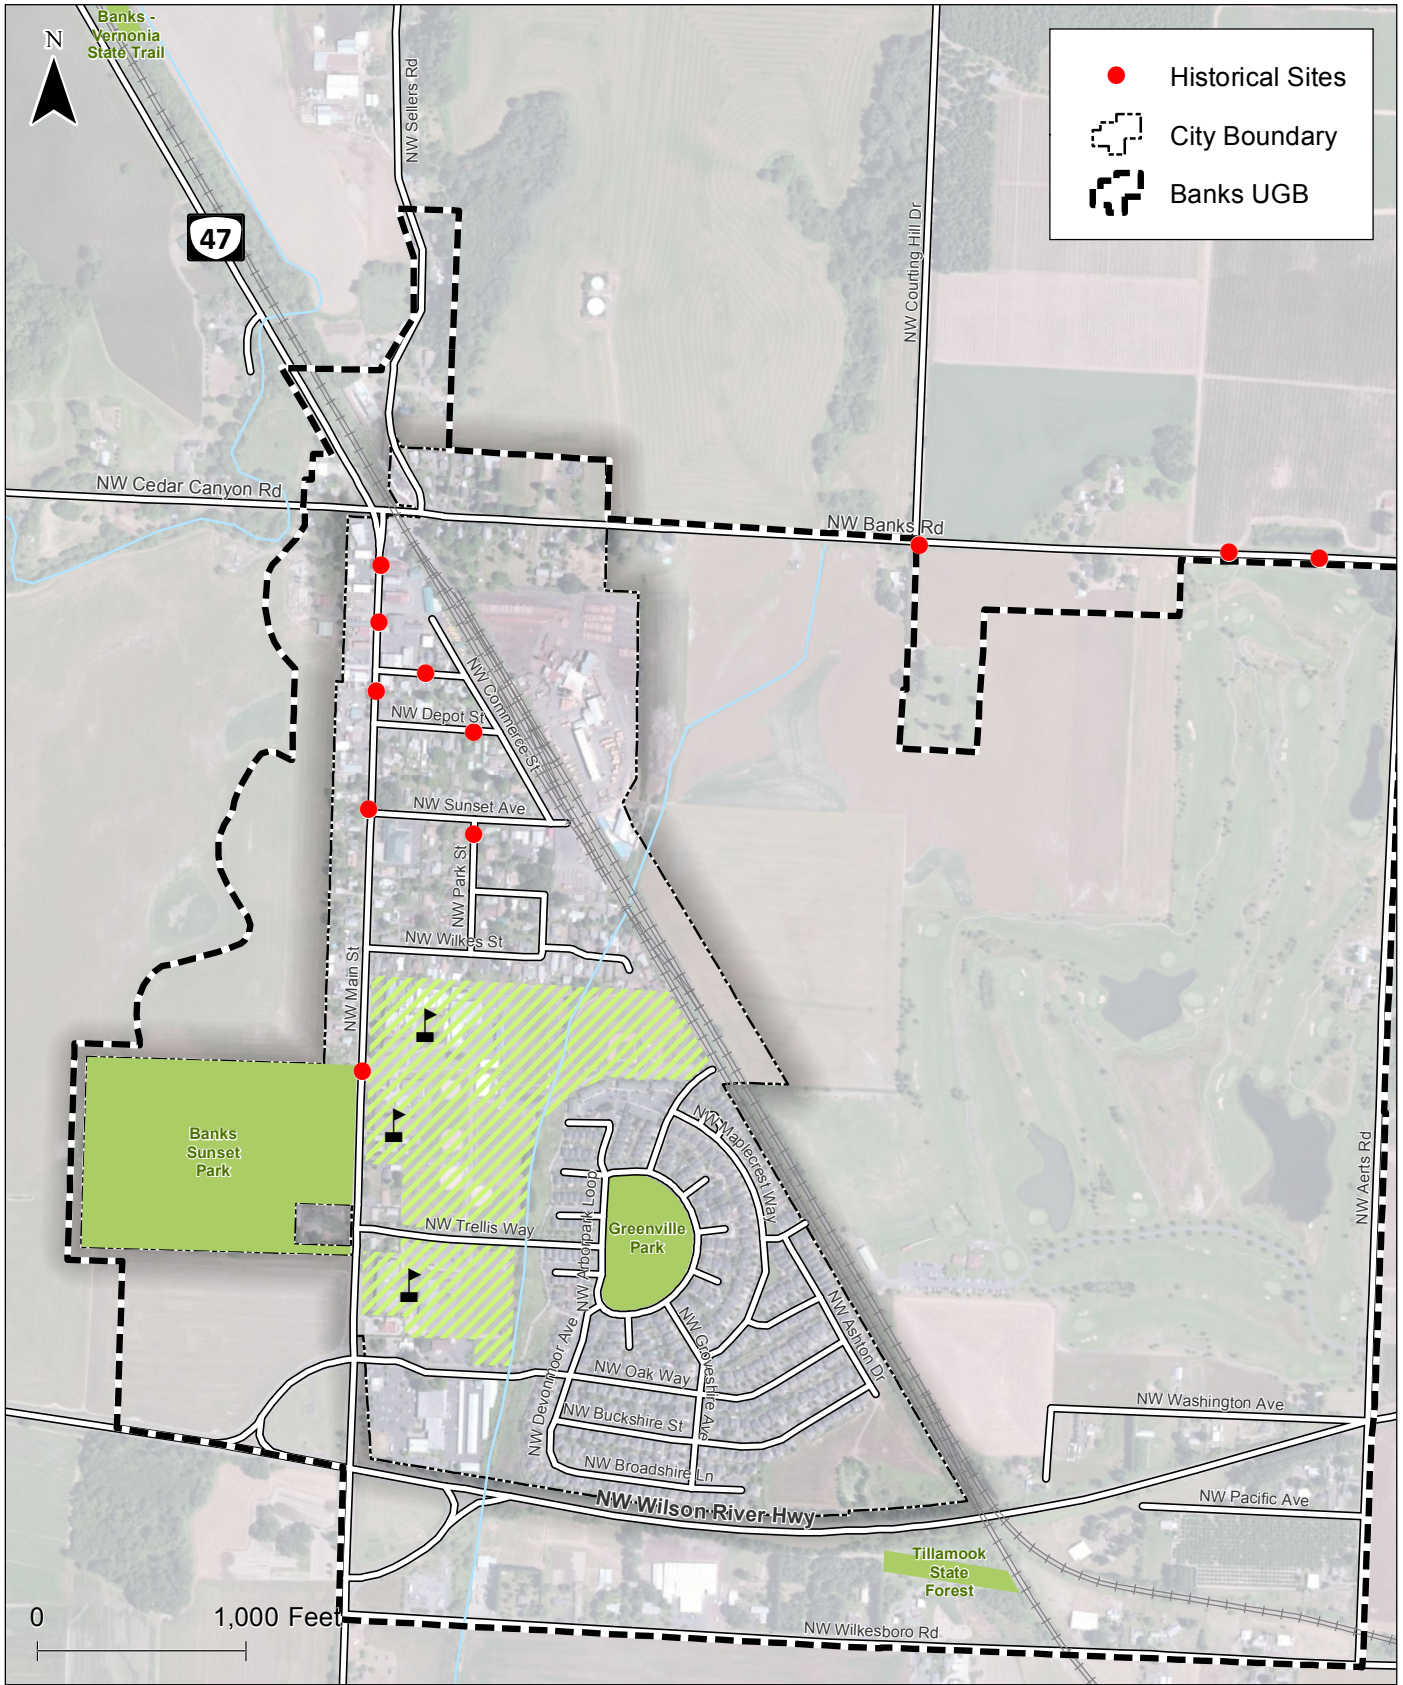 Banks -
Vernonia
State Trail
N
NW Sellers Rd
Historical Sites
City Boundary
Banks UGB
47
NW Courting Hill Dr
NW Cedar Canyon Rd
NW Banks Rd
NW Commerce St
NW Depot St
NW Sunset Ave
NW Park St
NW Wilkes St
NW Main St
Banks
Sunset
Park
NW Maplecrest Way
NW Aerts Rd
NW Arborpark Loop
Greenville
Park
NW Trellis Way
NW Ashton Dr
NW Groveshire Ave
NW Devonmoor Ave
NW Oak Way
NW Washington Ave
NW Buckshire St
NW Broadshire Ln
NW Wilson River Hwy
NW Pacific Ave
Tillamook
State
Forest
0
1,000 Feet
NW Wilkesboro Rd